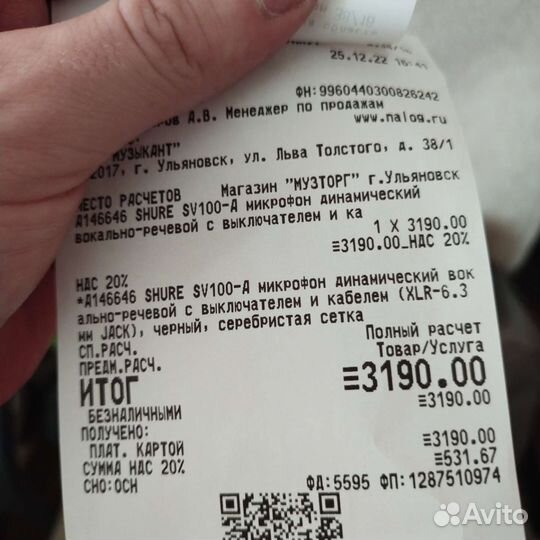 25.12.22
ФН:9960440300826242
А.В. Менеджер по продажам
www.nalog.ru
МУЗЫКАНТ"
2017, г. Ульяновск, ул. Льва Толстого, д. 38/1
МЕСТО РАСЧЕТОВ Магазин "МУЗТОРГ" г.Ульяновск
A146646 SHURE SV100-A микрофон динамический
вокально-речевой с выключателем и ка
1 X 3190.00
≡3190.00_НДС 20%
НДС 20%
*A146646 SHURE SV100-A микрофон динамический вок
ально-речевой с выключателем и кабелем (XLR-6.3
мм JACK), черный, серебристая сетка
СП.РАСЧ. Полный расчет
ПРЕДМ.РАСЧ. Товар/Услуга
ИТОГ ≡3190.00
БЕЗНАЛИЧНЫМИ ≡3190.00
ПОЛУЧЕНО:
ПЛАТ. КАРТОЙ ≡3190.00
СУММА НДС 20% ≡531.67
СНО:ОСН ФД:5595 ФП:1287510974
Avito